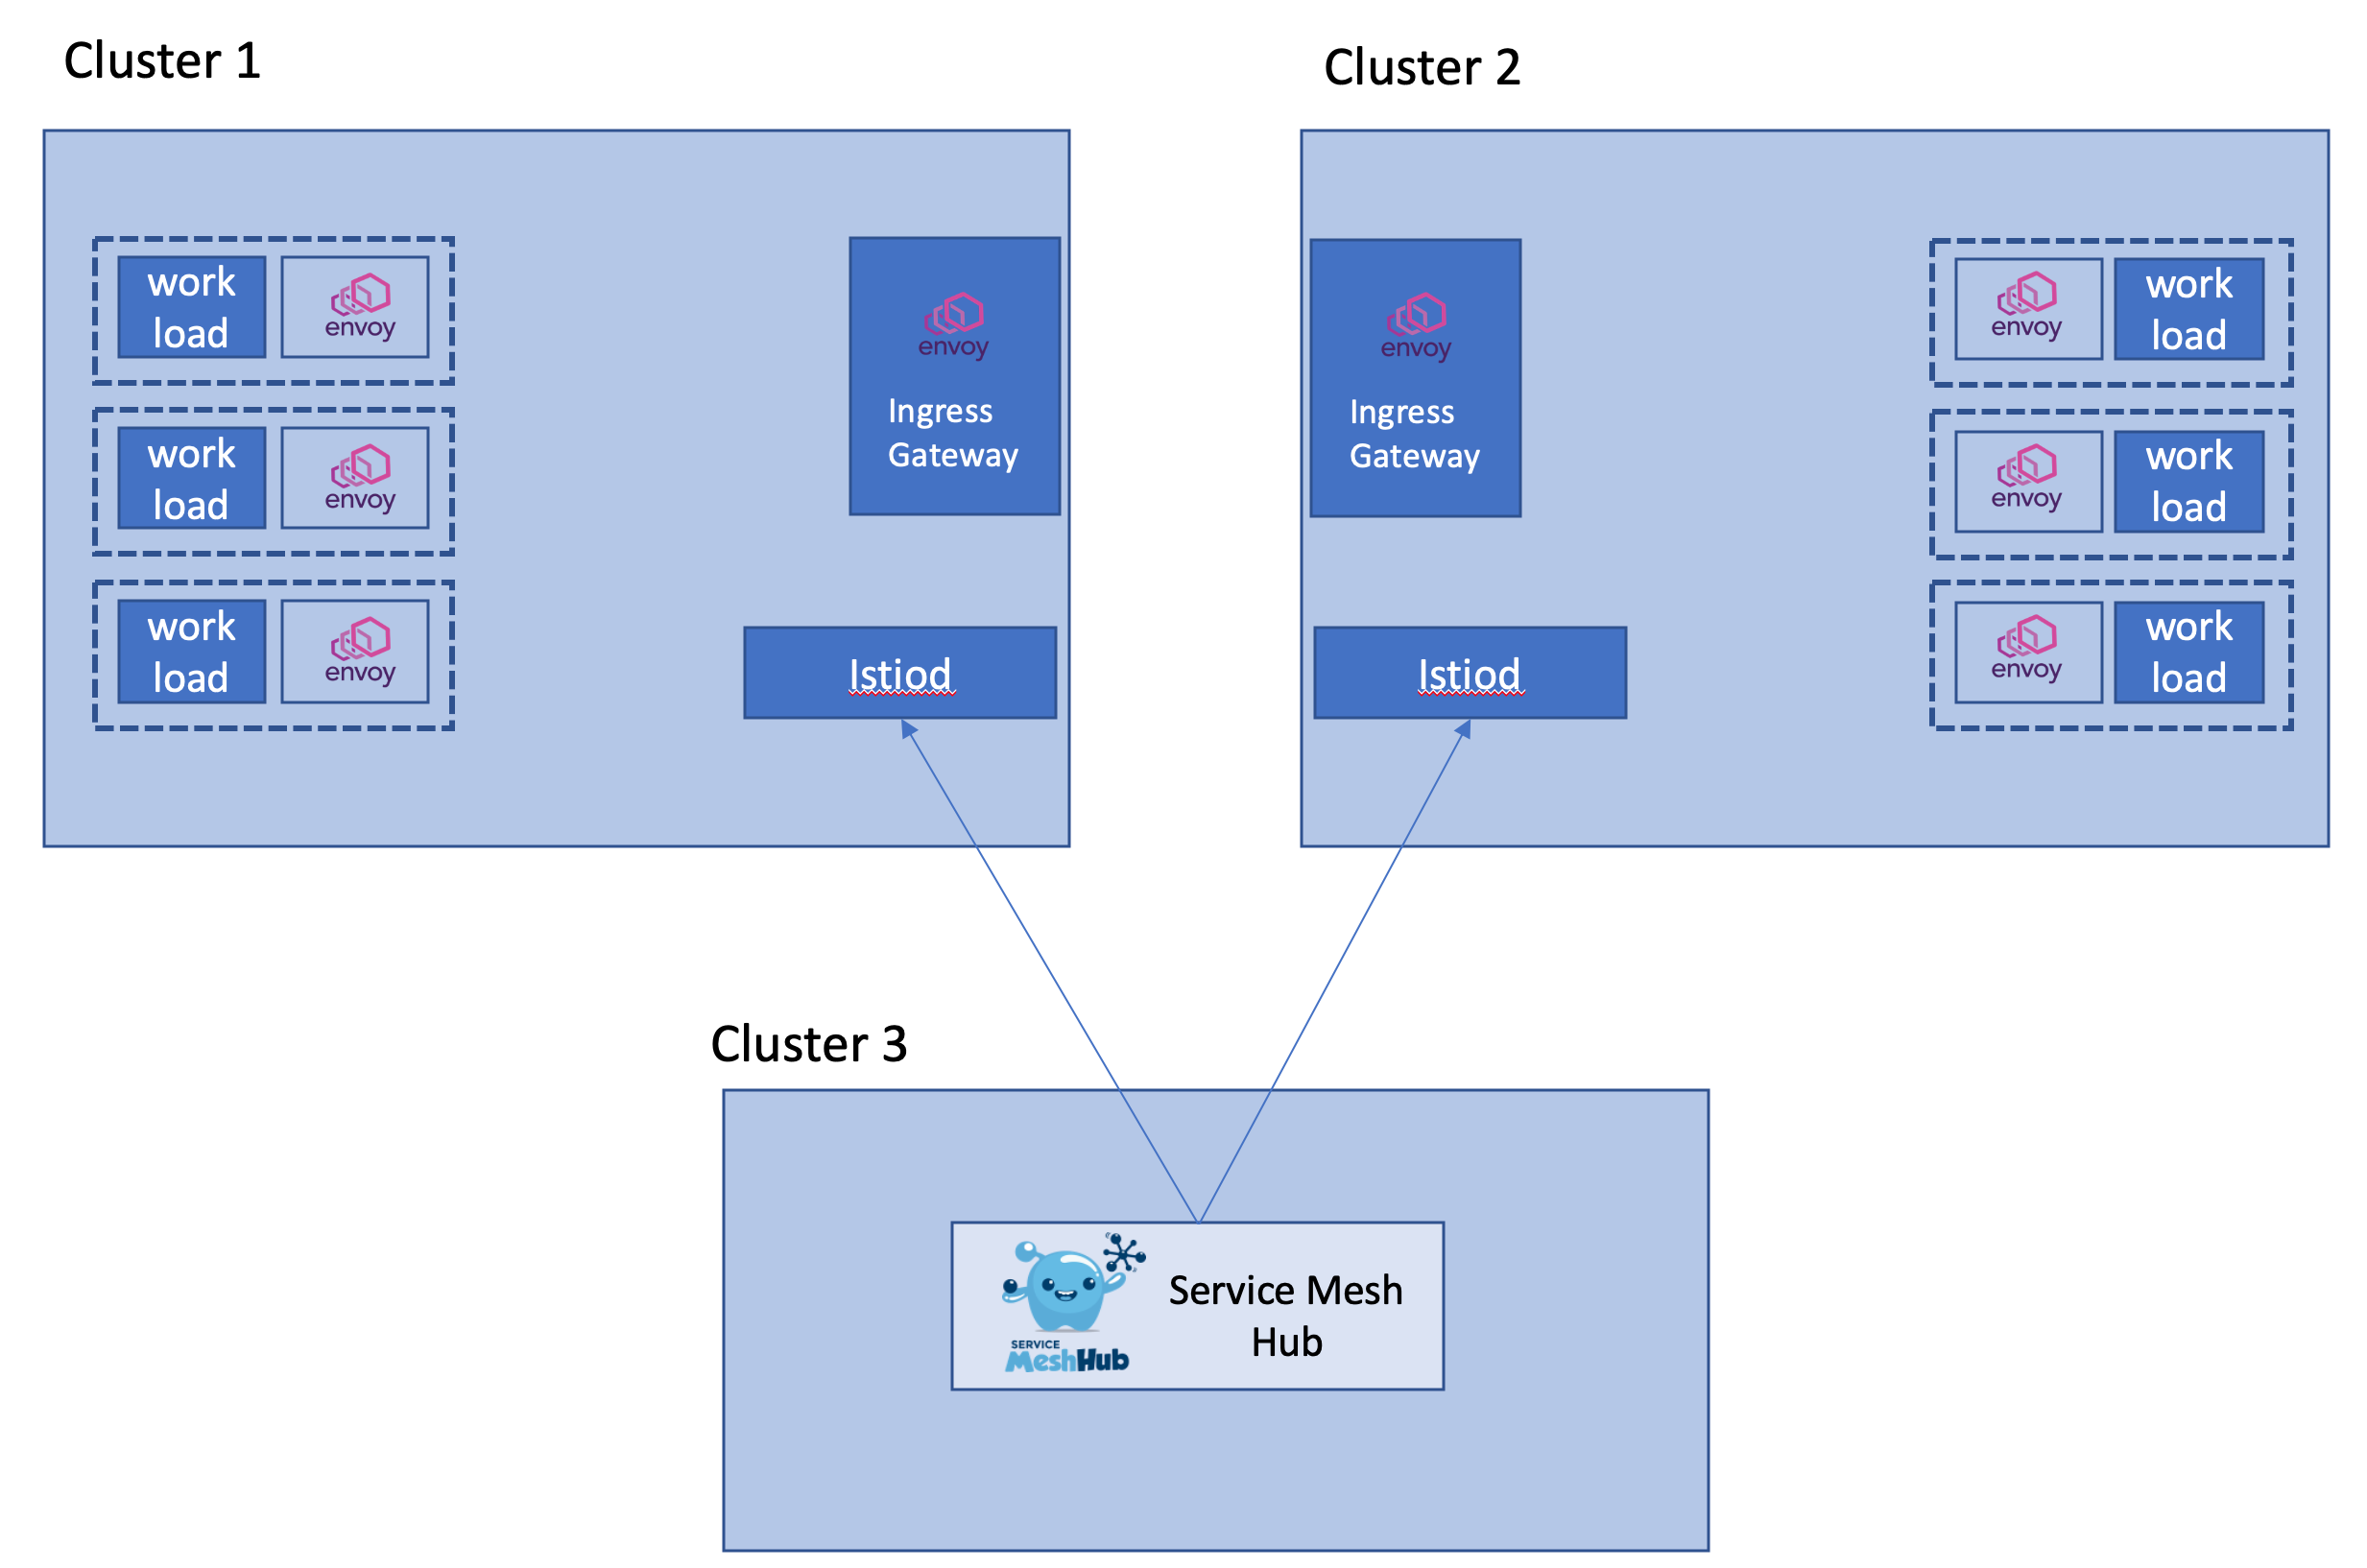 Cluster 1
work
load
envoy
work
load
envoy
work
load
envoy
envoy
Ingress
Gateway
Istiod
Cluster 2
envoy
Ingress
Gateway
Istiod
envoy
work
load
envoy
work
load
envoy
work
load
Cluster 3
SERVICE
MeshHub
Service Mesh
Hub